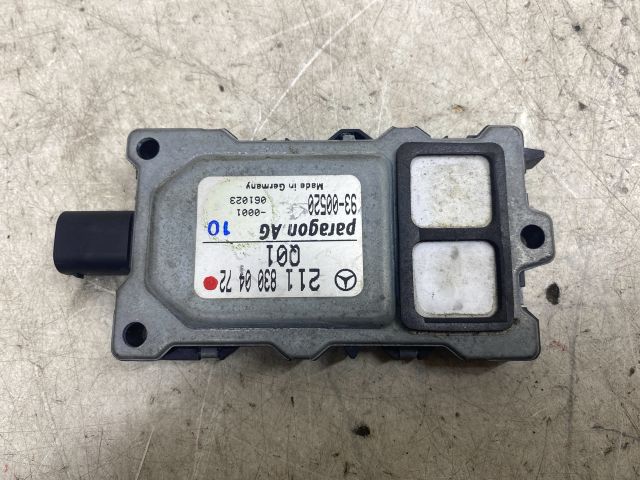 211 830 04 72
Q01
paragon AG
10
93-00520
-0001
061023
Made in Germany